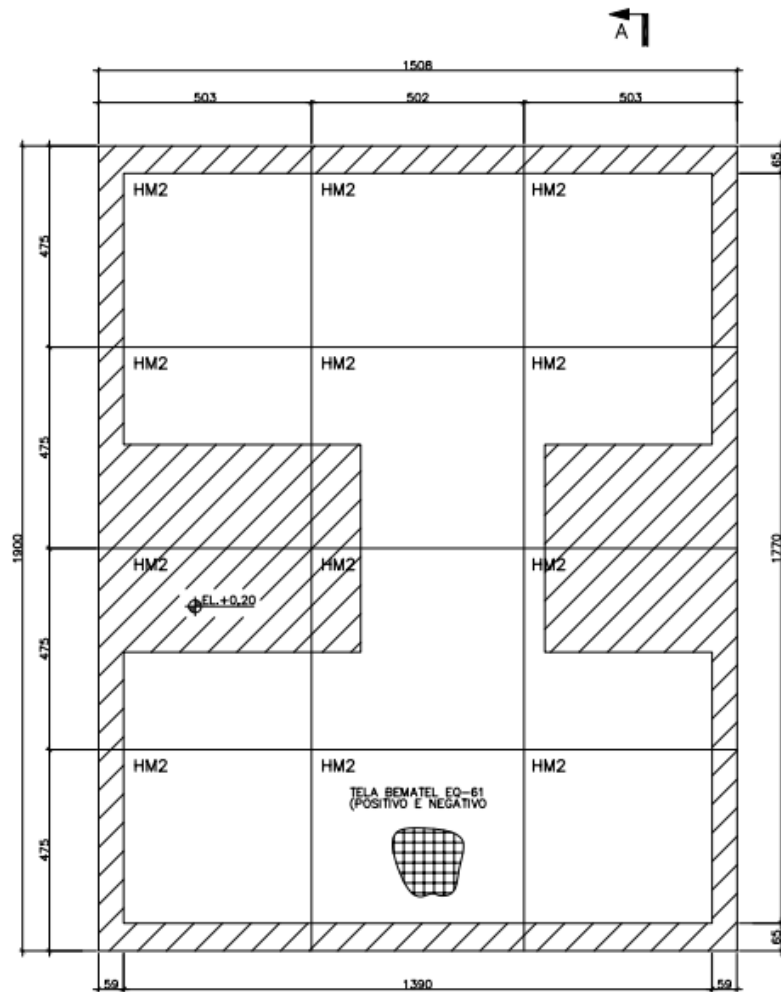 A
1508
503 502 503
65
HM2 HM2 HM2
475
HM2 HM2 HM2
475
1900
1770
HM2 HM2 HM2
EL.+0.20
475
HM2 HM2 HM2
TELA BEMATEL EQ-61
(POSITIVO E NEGATIVO
475
65
59 1390 59